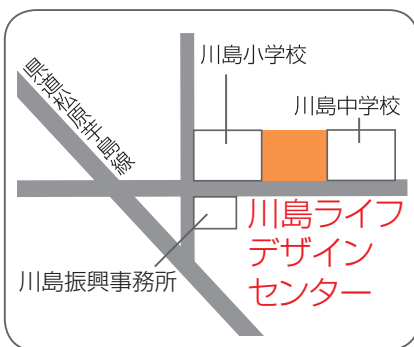 川島小学校
県道松原芋島線
川島中学校
川島ライフ
デザイン
センター
川島振興事務所